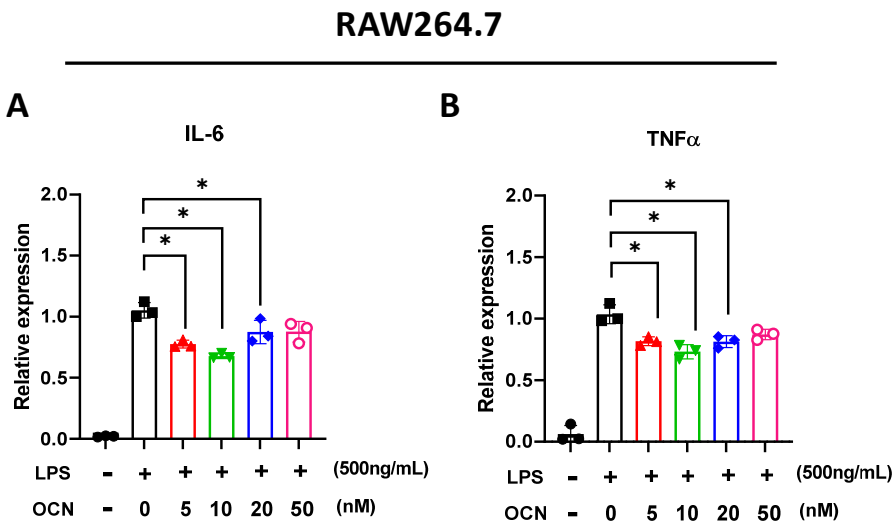 RAW264.7
A
IL-6
*
*
*
2.0
1.5
1.0
0.5
0.0
Relative expression
LPS - + + + + + (500ng/mL)
OCN - 0 5 10 20 50 (nM)
B
TNFα
*
*
*
2.0
1.5
1.0
0.5
0.0
Relative expression
LPS - + + + + + (500ng/mL)
OCN - 0 5 10 20 50 (nM)